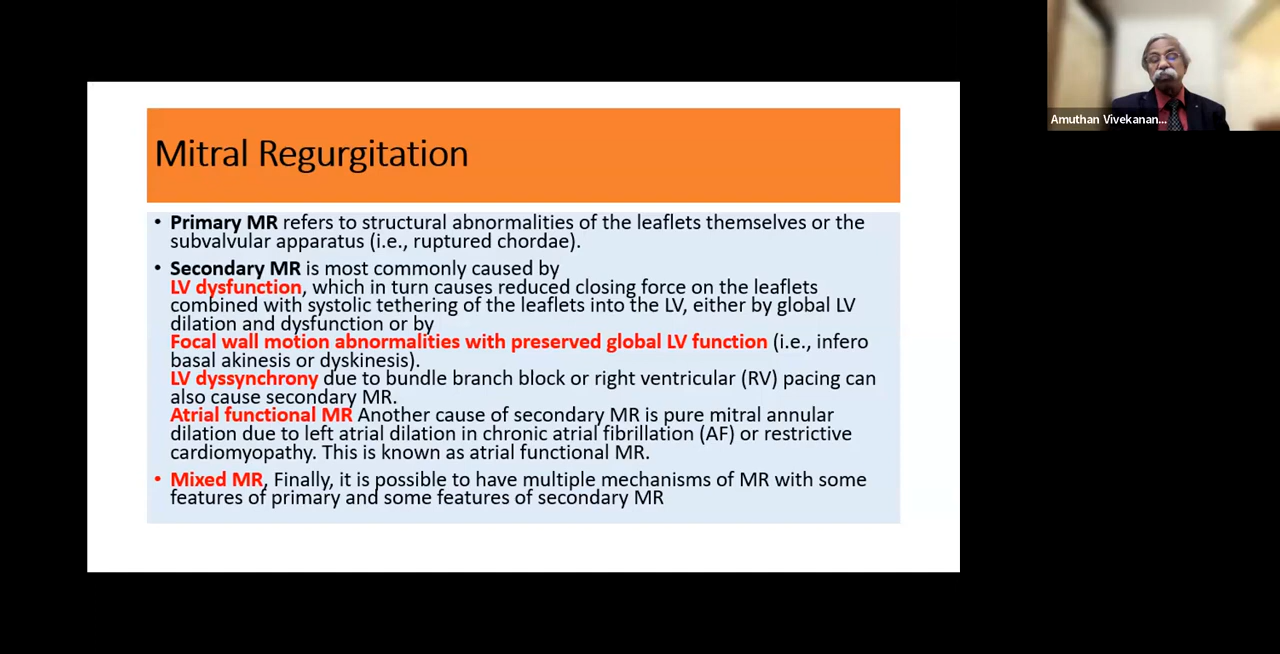 Mitral Regurgitation
• Primary MR refers to structural abnormalities of the leaflets themselves or the
subvalvular apparatus (i.e., ruptured chordae).
• Secondary MR is most commonly caused by
LV dysfunction, which in turn causes reduced closing force on the leaflets
combined with systolic tethering of the leaflets into the LV, either by global LV
dilation and dysfunction or by
Focal wall motion abnormalities with preserved global LV function (i.e., infero
basal akinesis or dyskinesis).
LV dyssynchrony due to bundle branch block or right ventricular (RV) pacing can
also cause secondary MR.
Atrial functional MR Another cause of secondary MR is pure mitral annular
dilation due to left atrial dilation in chronic atrial fibrillation (AF) or restrictive
cardiomyopathy. This is known as atrial functional MR.
• Mixed MR, Finally, it is possible to have multiple mechanisms of MR with some
features of primary and some features of secondary MR
Amuthan Vivekanan...